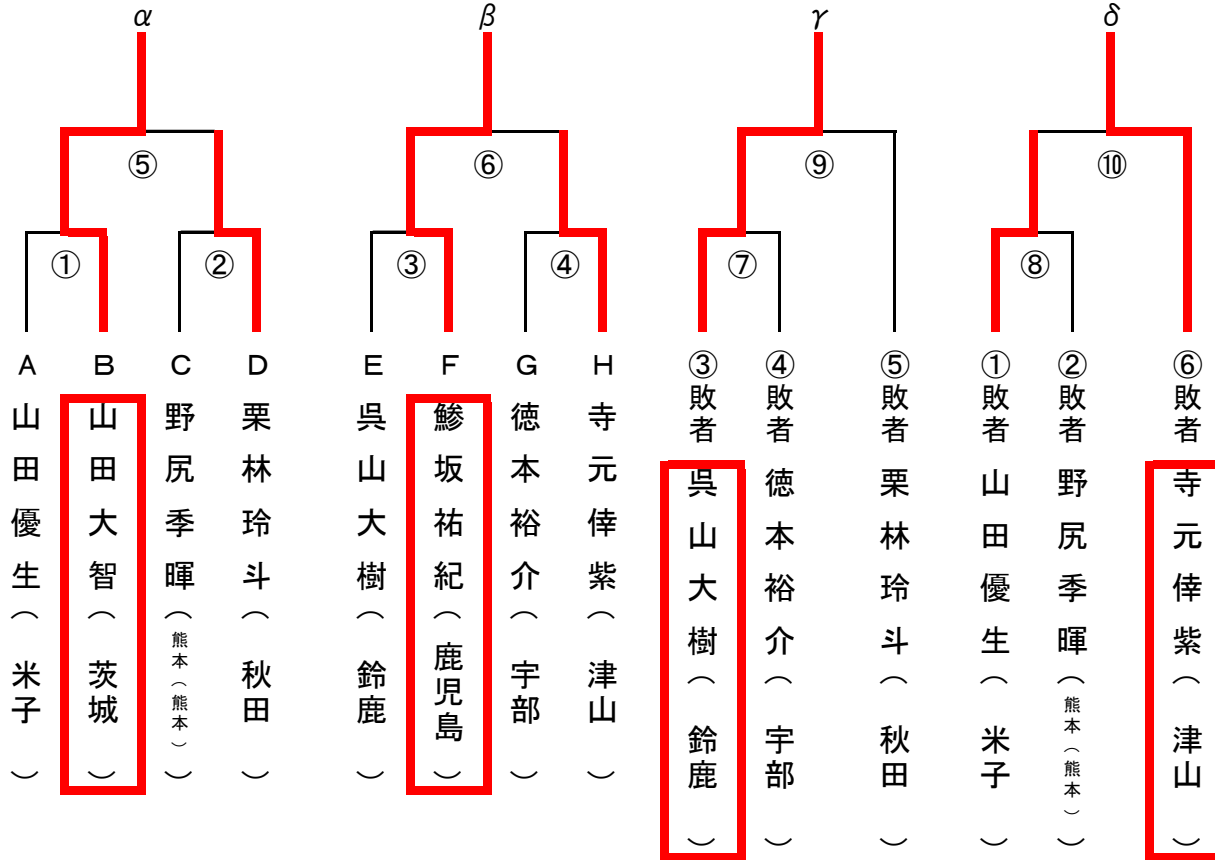 α
β
γ
δ
⑤
⑥
⑨
⑩
①
②
③
④
⑦
⑧
A
山田優生(米子)
B
山田大智(茨城)
C
野尻季暉(熊本(熊本))
D
栗林玲斗(秋田)
E
呉山大樹(鈴鹿)
F
鯵坂祐紀(鹿児島)
G
徳本裕介(宇部)
H
寺元倖紫(津山)
③敗者
呉山大樹(鈴鹿)
④敗者
徳本裕介(宇部)
⑤敗者
栗林玲斗(秋田)
①敗者
山田優生(米子)
②敗者
野尻季暉(熊本(熊本))
⑥敗者
寺元倖紫(津山)